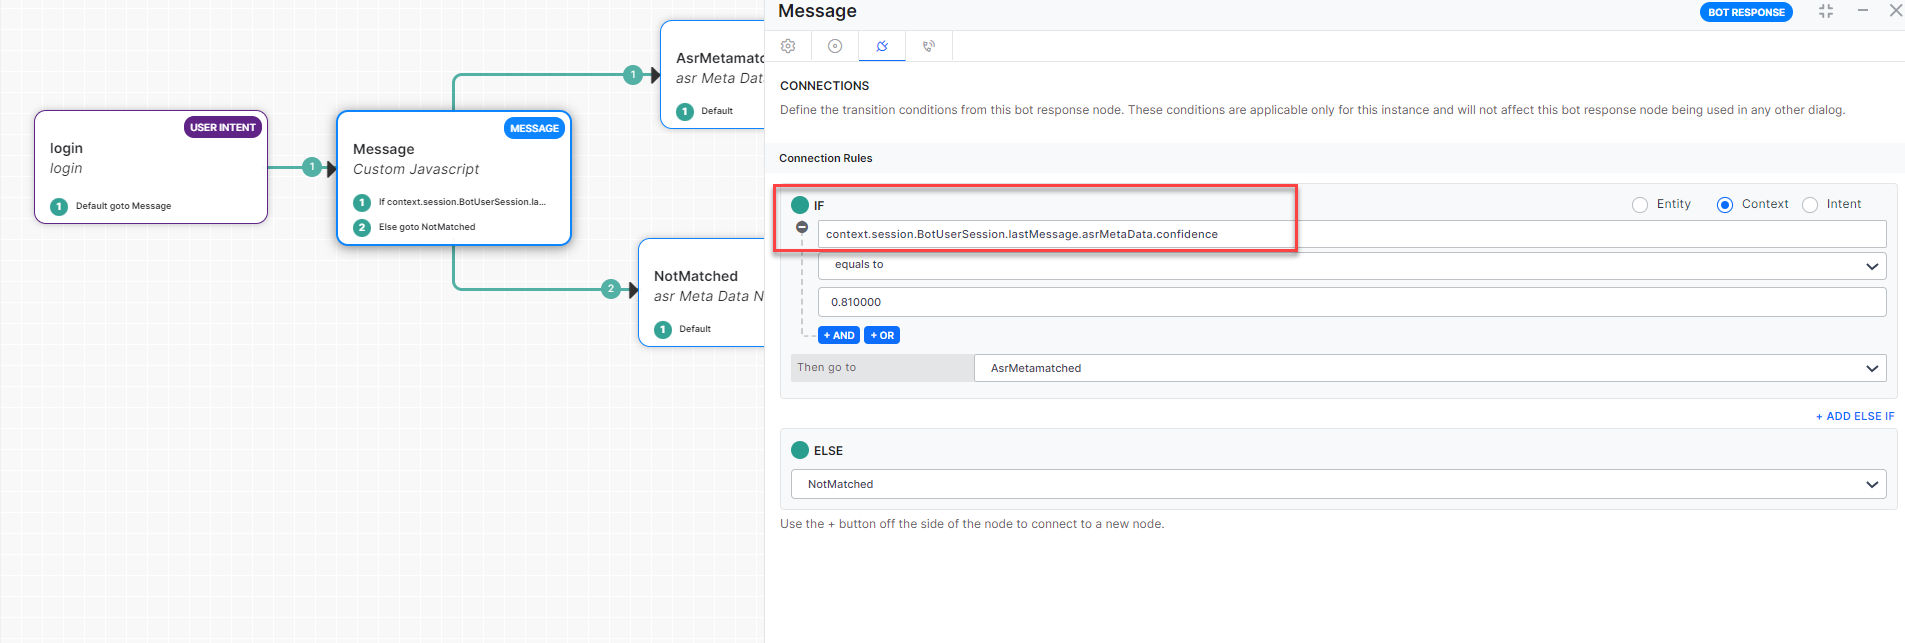 AsrMetamatc
asr Meta Dat
1
1 Default
USER INTENT
login
login
1 Default goto Message
1
MESSAGE
Message
Custom Javascript
1 If context.session.BotUserSession.la...
2 Else goto NotMatched
2
NotMatched
asr Meta Data N
1 Default
Message
BOT RESPONSE
CONNECTIONS
Define the transition conditions from this bot response node. These conditions are applicable only for this instance and will not affect this bot response node being used in any other dialog.
Connection Rules
IF
Entity Context Intent
context.session.BotUserSession.lastMessage.asrMetaData.confidence
equals to
0.810000
+ AND + OR
Then go to AsrMetamatched
+ ADD ELSE IF
ELSE
NotMatched
Use the + button off the side of the node to connect to a new node.